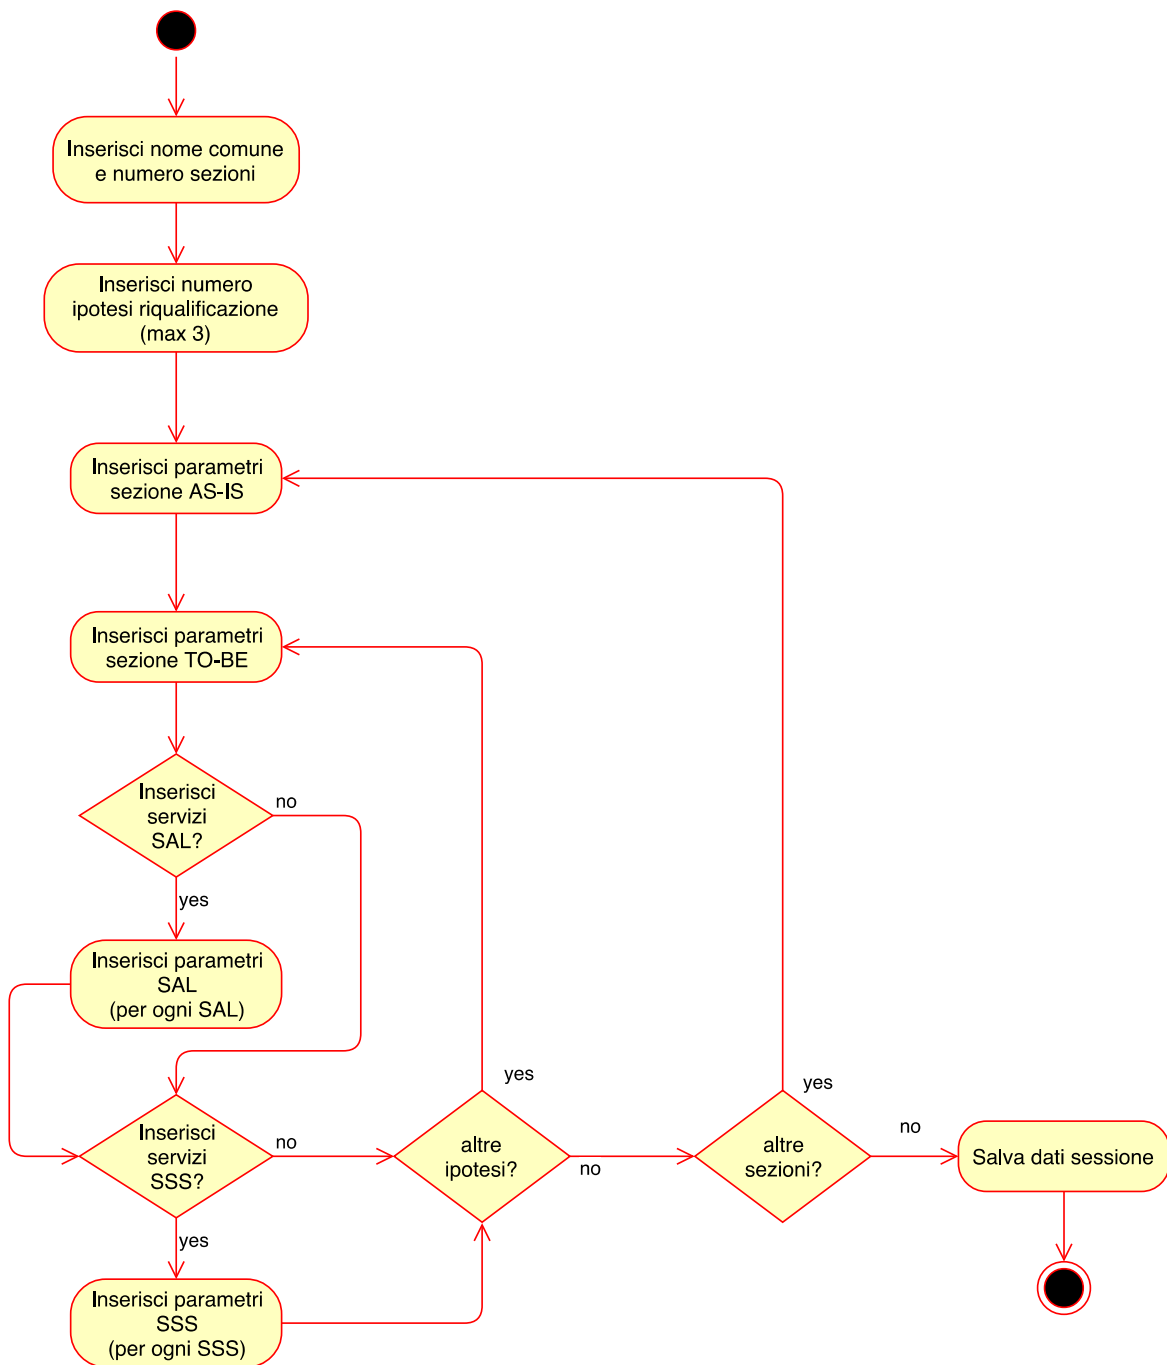 Inserisci nome comune
e numero sezioni
Inserisci numero
ipotesi riqualificazione
(max 3)
Inserisci parametri
sezione AS-IS
Inserisci parametri
sezione TO-BE
Inserisci
servizi
SAL?
no
yes
Inserisci parametri
SAL
(per ogni SAL)
Inserisci
servizi
SSS?
no
yes
Inserisci parametri
SSS
(per ogni SSS)
yes
altre
ipotesi?
no
yes
altre
sezioni?
no
Salva dati sessione